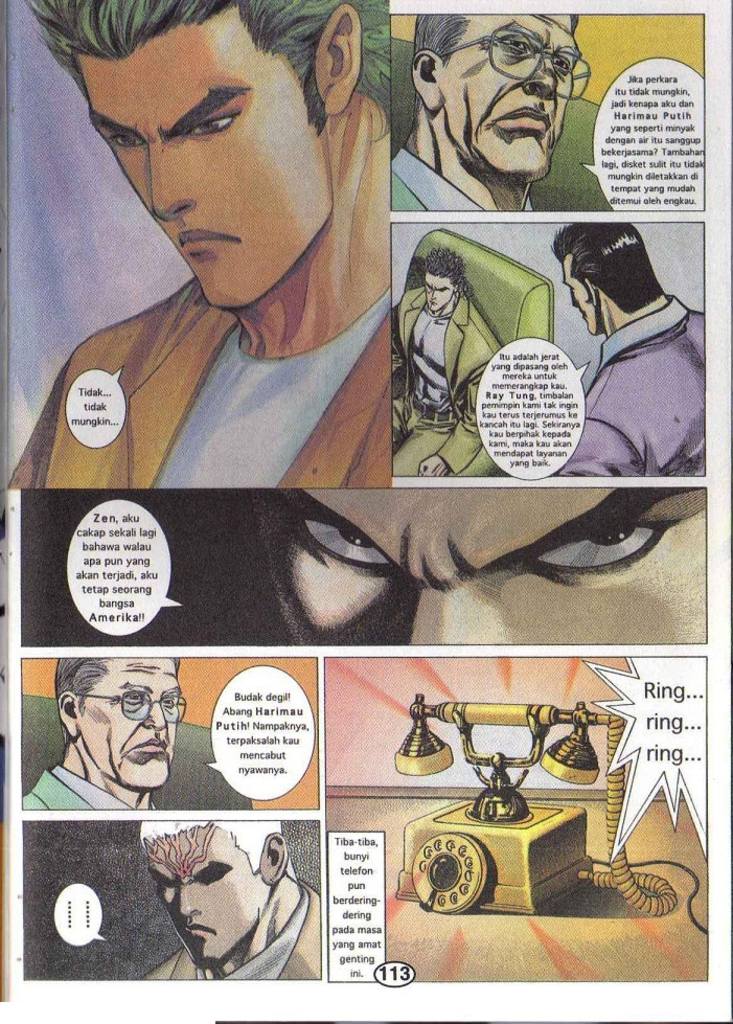 Tidak...
tidak
mungkin...
Jika perkara
itu tidak mungkin,
jadi kenapa aku dan
Harimau Putih
yang seperti minyak
dengan air itu sanggup
bekerjasama? Tambahan
lagi, disket sulit itu tidak
mungkin diletakkan di
tempat yang mudah
ditemui oleh engkau.
Itu adalah jerat
yang dipasang oleh
mereka untuk
memerangkap kau.
Ray Tung, timbalan
pemimpin kami tak ingin
kau terus terjerumus ke
kancah itu lagi. Sekiranya
kau berpihak kepada
kami, maka kau akan
mendapat layanan
yang baik.
Zen, aku
cakap sekali lagi
bahawa walau
apa pun yang
akan terjadi, aku
tetap seorang
bangsa
Amerika!!
Budak degil!
Abang Harimau
Putih! Nampaknya,
terpaksalah kau
mencabut
nyawanya.
Ring...
ring...
ring...
Tiba-tiba,
bunyi
telefon
pun
berdering-
dering
pada masa
yang amat
genting
ini.
113